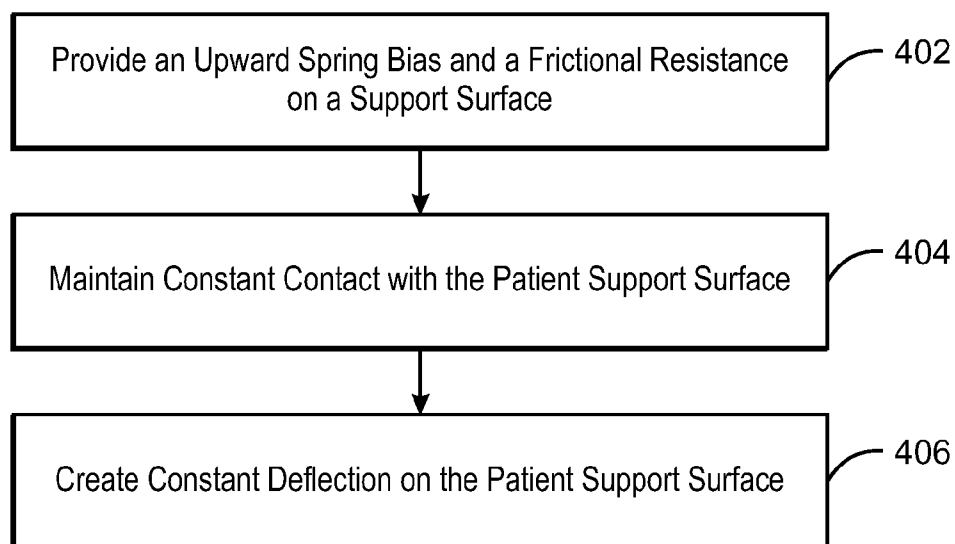 Provide an Upward Spring Bias and a Frictional Resistance
on a Support Surface
402
Maintain Constant Contact with the Patient Support Surface
404
Create Constant Deflection on the Patient Support Surface
406